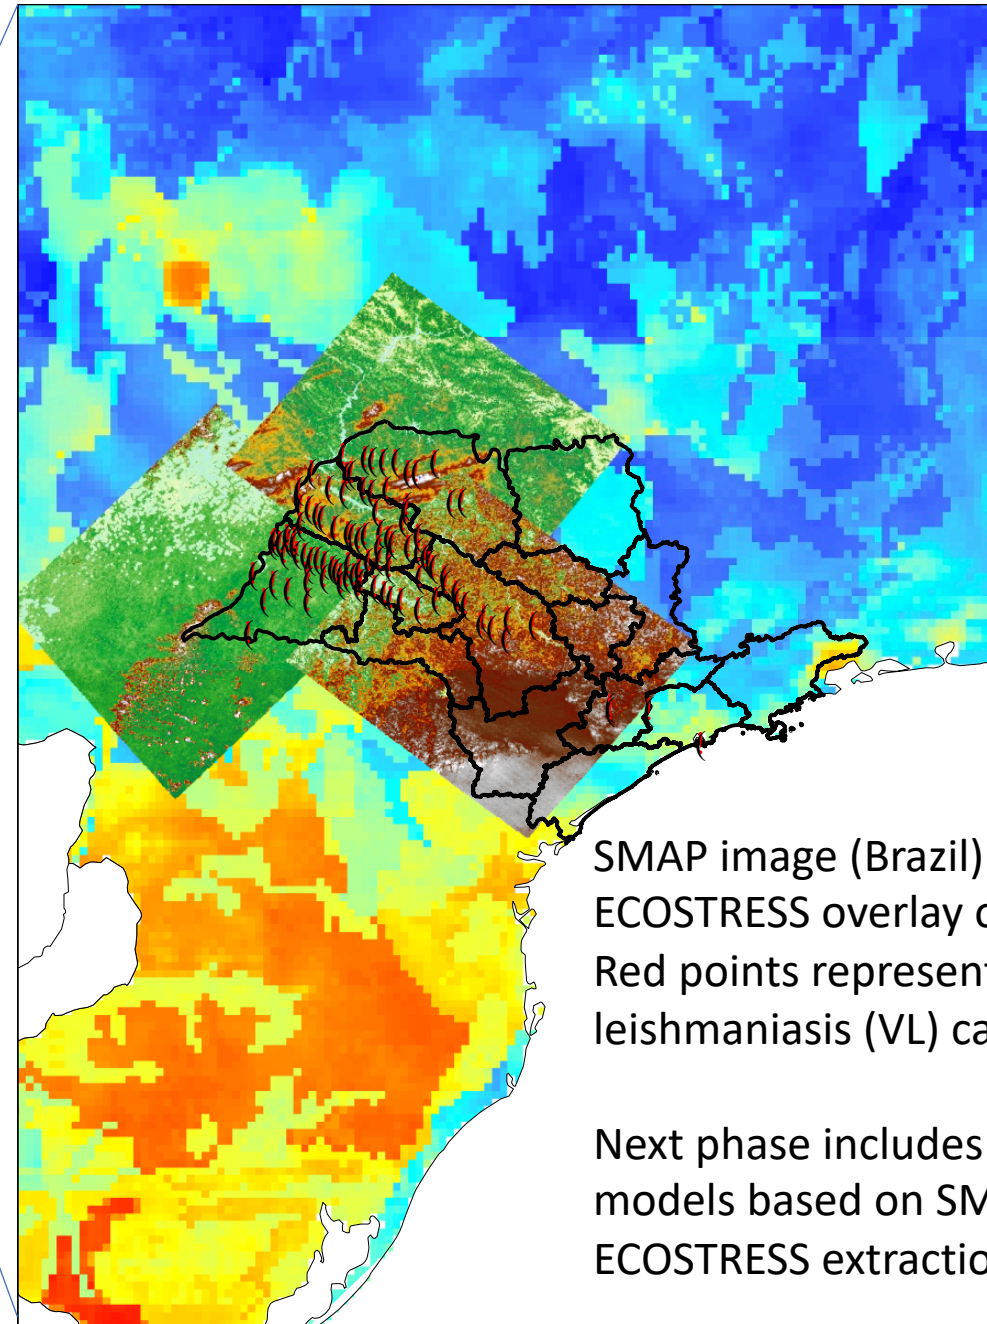 SMAP image (Brazil)
ECOSTRESS overlay
Red points represent
leishmaniasis (VL)
Next phase includes
models based on
ECOSTRESS